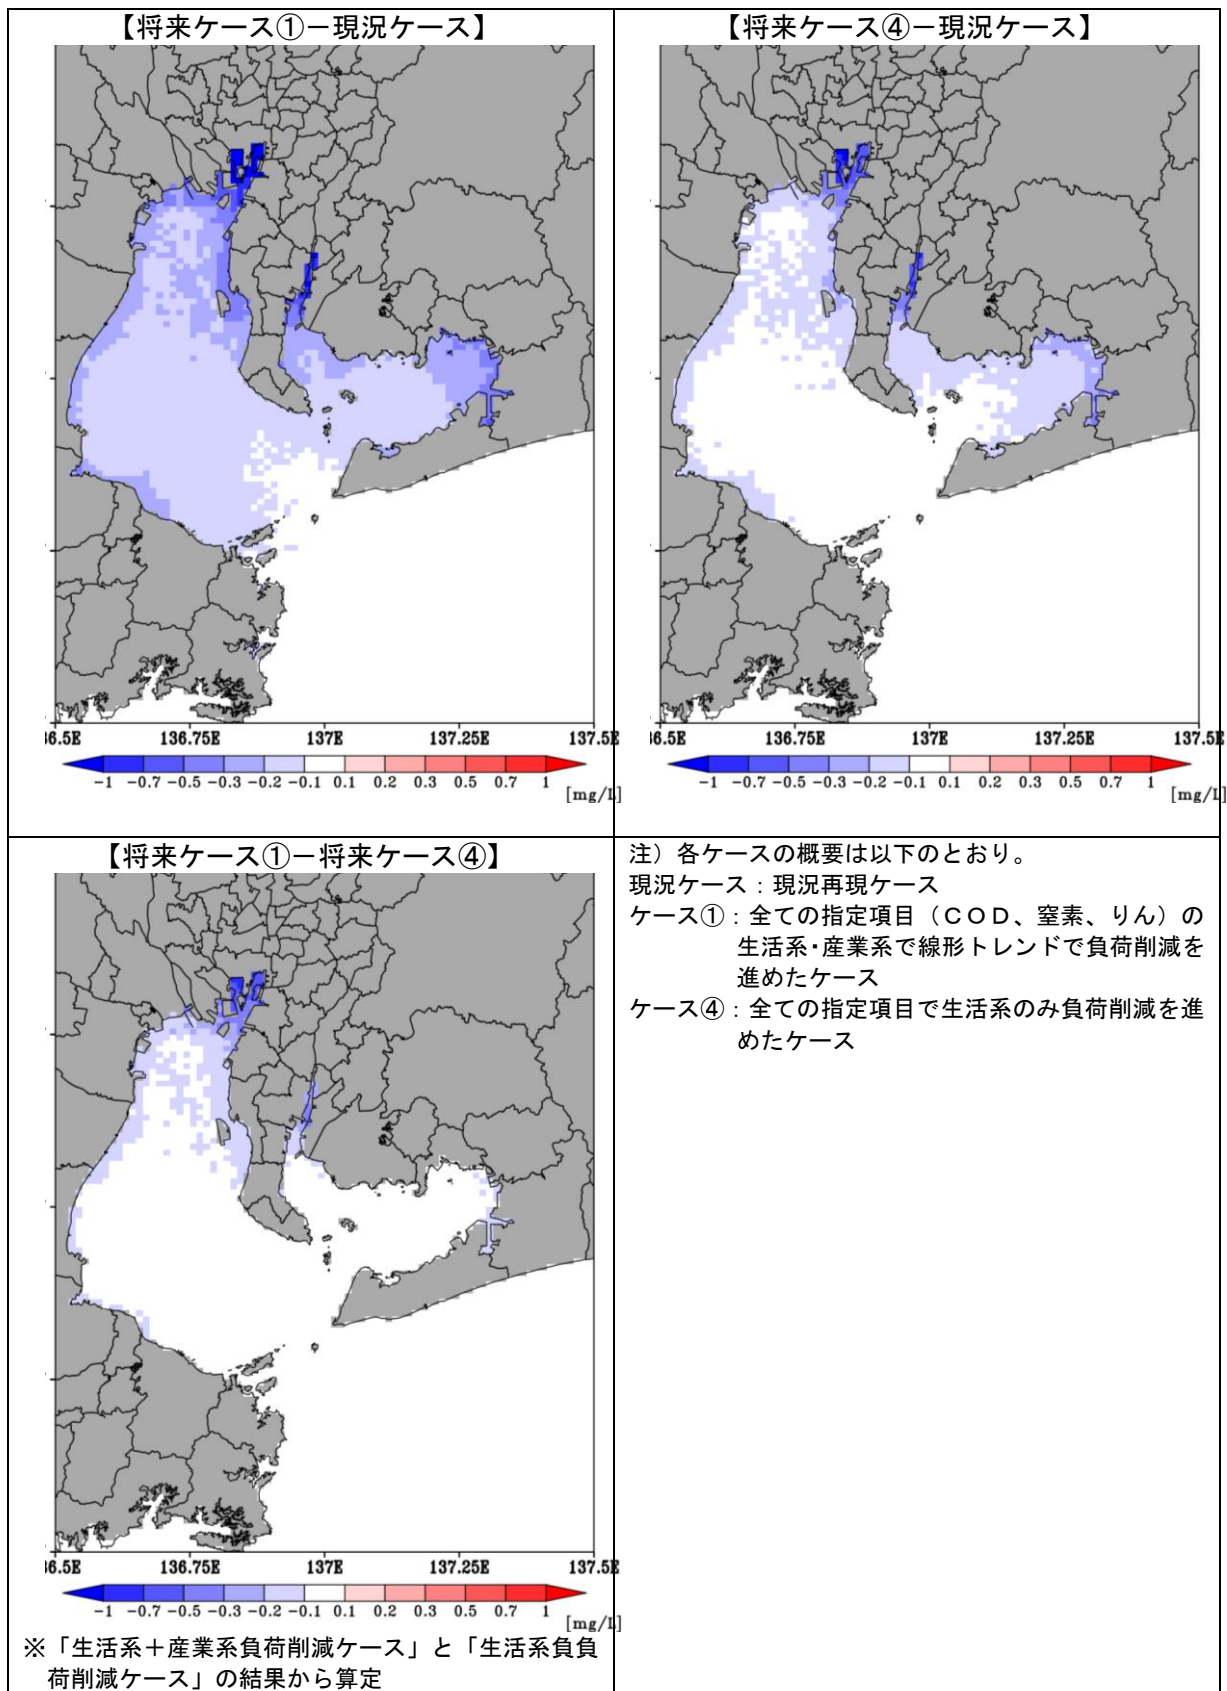 【将来ケース①－現況ケース】
136.75E 137E 137.25E
-1 -0.7 -0.5 -0.3 -0.2 -0.1 0.1 0.2 0.3 0.5 0.7 1
[mg/L]
【将来ケース④－現況ケース】
136.75E 137E 137.25E
-1 -0.7 -0.5 -0.3 -0.2 -0.1 0.1 0.2 0.3 0.5 0.7 1
[mg/L]
【将来ケース①－将来ケース④】
136.75E 137E 137.25E
-1 -0.7 -0.5 -0.3 -0.2 -0.1 0.1 0.2 0.3 0.5 0.7 1
[mg/L]
※「生活系＋産業系負荷削減ケース」と「生活系負負
荷削減ケース」の結果から算定
注）各ケースの概要は以下のとおり。
現況ケース：現況再現ケース
ケース①：全ての指定項目（ＣＯＤ、窒素、りん）の
生活系・産業系で線形トレンドで負荷削減を
進めたケース
ケース④：全ての指定項目で生活系のみ負荷削減を進
めたケース